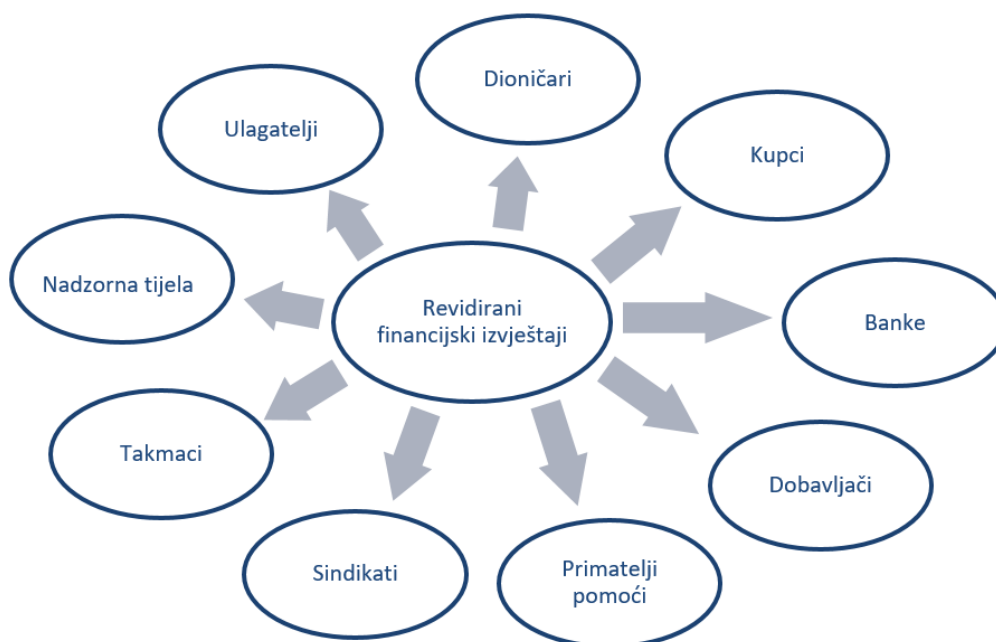 Dioničari
Ulagatelji
Kupci
Nadzorna tijela
Revidirani
financijski izvještaji
Banke
Takmaci
Dobavljači
Sindikati
Primatelji
pomoći